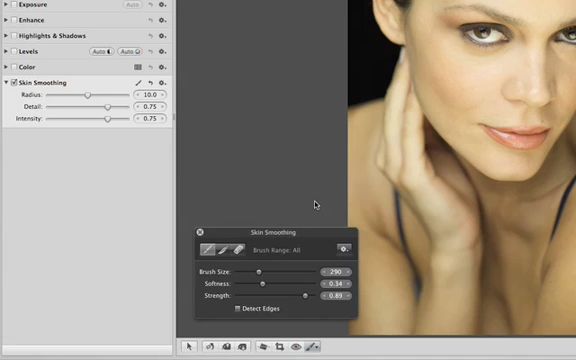 Exposure Auto
Enhance
Highlights & Shadows
Levels Auto Auto
Color
Skin Smoothing
Radius: 10.0
Detail: 0.75
Intensity: 0.75
Skin Smoothing
Brush Range: All
Brush Size: 290
Softness: 0.34
Strength: 0.89
Detect Edges